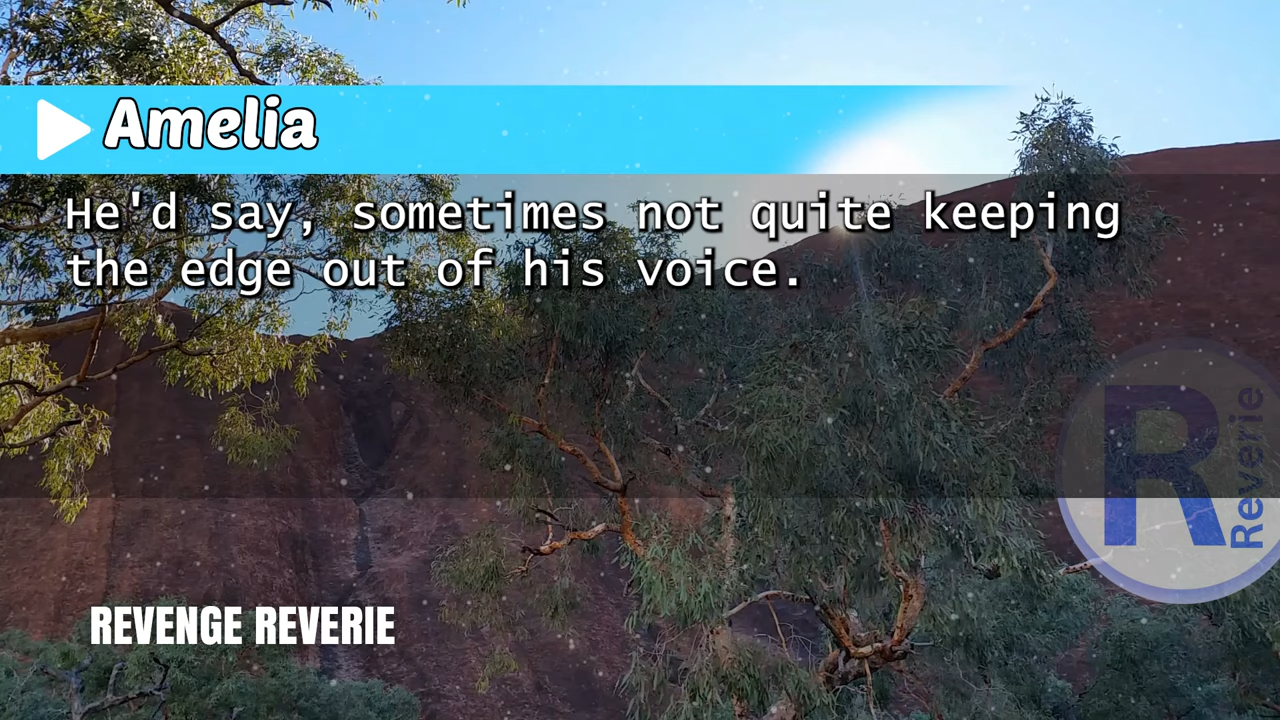 Amelia
He'd say, sometimes not quite keeping
the edge out of his voice.
R
Reverie
REVENGE REVERIE